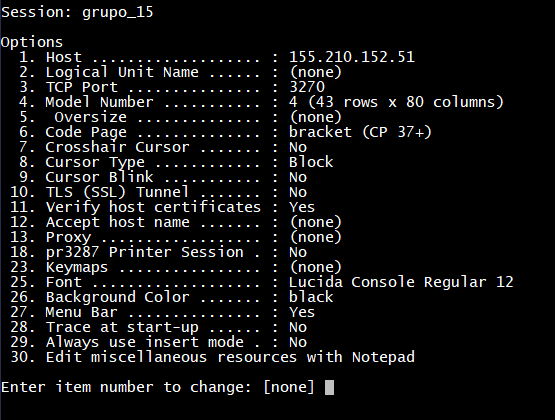 Session: grupo_15
Options
1. Host ................... : 155.210.152.51
2. Logical Unit Name ...... : (none)
3. TCP Port ............... : 3270
4. Model Number ........... : 4 (43 rows x 80 columns)
5.  Oversize .............. : (none)
6. Code Page .............. : bracket (CP 37+)
7. Crosshair Cursor ....... : No
8. Cursor Type ............ : Block
9. Cursor Blink ........... : No
10. TLS (SSL) Tunnel ....... : No
11. Verify host certificates : Yes
12. Accept host name ....... : (none)
13. Proxy .................. : (none)
18. pr3287 Printer Session . : No
23. Keymaps ................ : (none)
25. Font ................... : Lucida Console Regular 12
26. Background Color ....... : black
27. Menu Bar ............... : Yes
28. Trace at start-up ...... : No
29. Always use insert mode . : No
30. Edit miscellaneous resources with Notepad
Enter item number to change: [none]